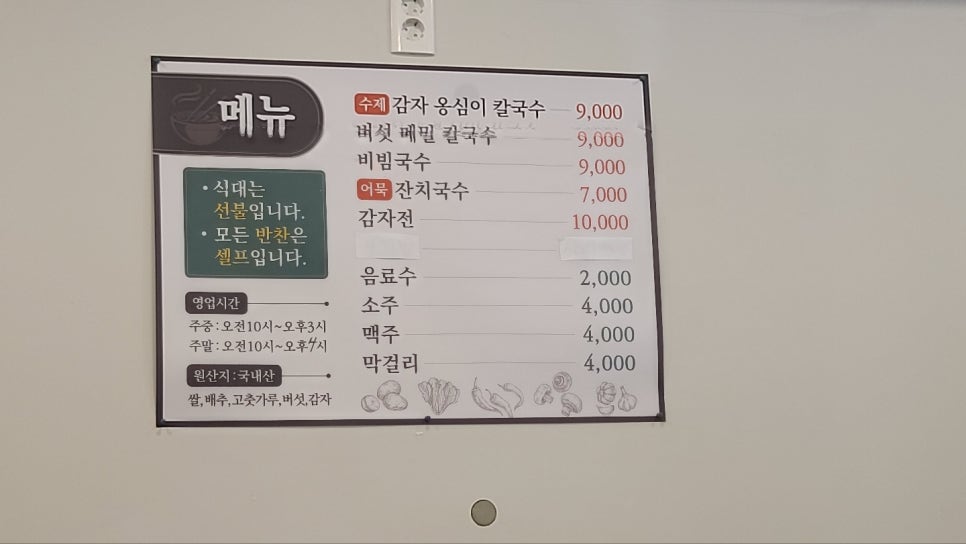 메뉴
• 식대는
선불입니다.
• 모든 반찬은
셀프입니다.
영업시간
주중 : 오전10시~오후3시
주말 : 오전10시~오후4시
원산지 : 국내산
쌀,배추,고춧가루,버섯,감자
수제 감자 옹심이 칼국수 9,000
버섯 메밀 칼국수 9,000
비빔국수 9,000
어묵 잔치국수 7,000
감자전 10,000
음료수 2,000
소주 4,000
맥주 4,000
막걸리 4,000